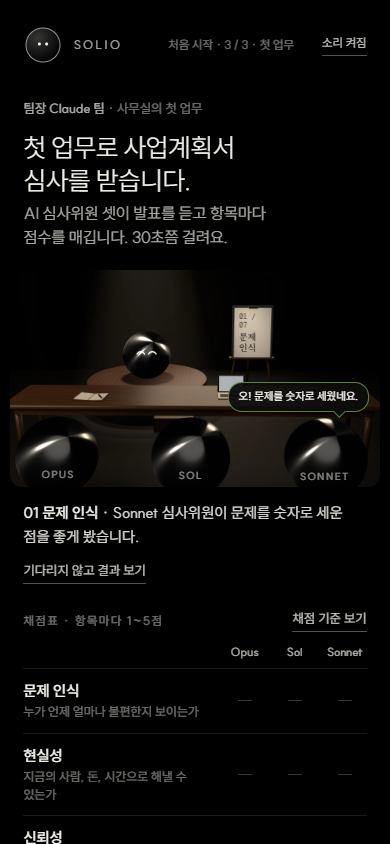 SOLIO
처음 시작 · 3 / 3 · 첫 업무
소리 켜짐
팀장 Claude 팀 · 사무실의 첫 업무
첫 업무로 사업계획서
심사를 받습니다.
AI 심사위원 셋이 발표를 듣고 항목마다
점수를 매깁니다. 30초쯤 걸려요.
01 /
07
문제
인식
오! 문제를 숫자로 세웠네요.
OPUS
SOL
SONNET
01 문제 인식 · Sonnet 심사위원이 문제를 숫자로 세운
점을 좋게 봤습니다.
기다리지 않고 결과 보기
채점표 · 항목마다 1~5점
채점 기준 보기
Opus Sol Sonnet
문제 인식
누가 언제 얼마나 불편한지 보이는가
— — —
현실성
지금의 사람, 돈, 시간으로 해낼 수
있는가
— — —
신뢰성